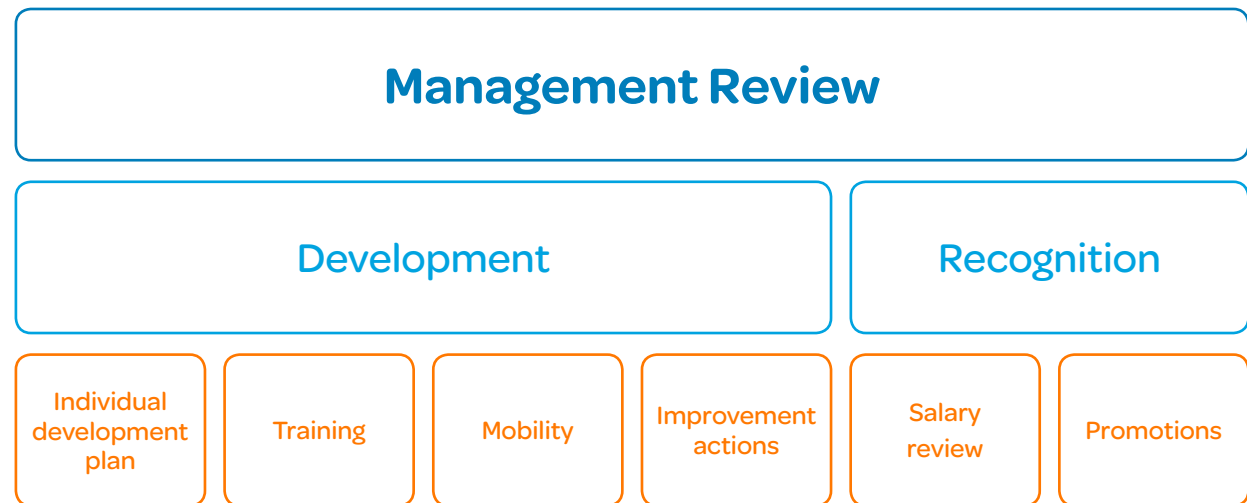 Management Review
Development
Recognition
Individual
development
plan
Training
Mobility
Improvement
actions
Salary
review
Promotions